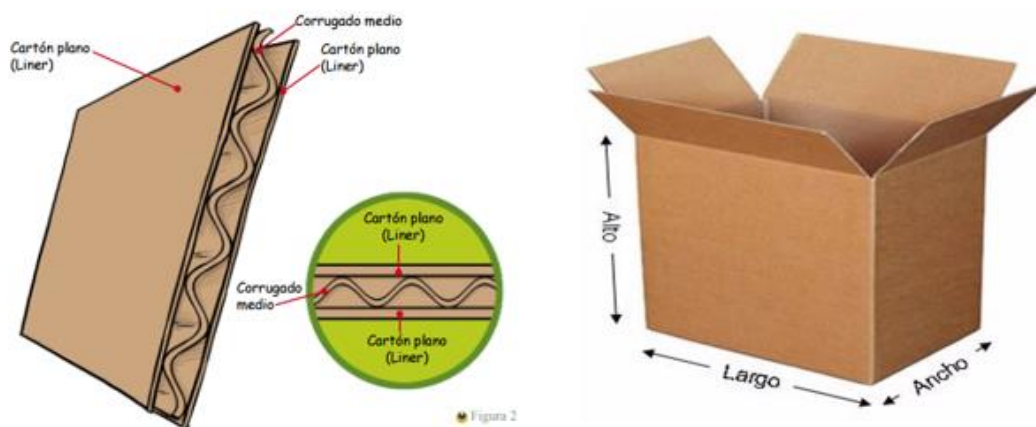 Corrugado medio
Cartón plano
(Liner)
Cartón plano
(Liner)
Cartón plano
(Liner)
Corrugado
medio
Cartón plano
(Liner)
Figura 2
Alto
Largo
Ancho